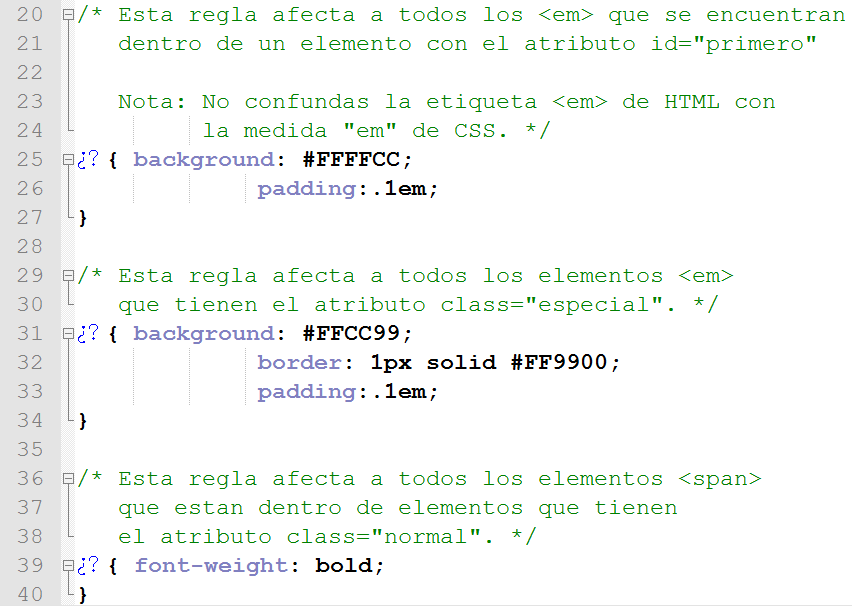 20 /* Esta regla afecta a todos los <em> que se encuentran
21 dentro de un elemento con el atributo id="primero"
22
23 Nota: No confundas la etiqueta <em> de HTML con
24 la medida "em" de CSS. */
25 ¿? { background: #FFFFCC;
26 padding:.1em;
27 }
28
29 /* Esta regla afecta a todos los elementos <em>
30 que tienen el atributo class="especial". */
31 ¿? { background: #FFCC99;
32 border: 1px solid #FF9900;
33 padding:.1em;
34 }
35
36 /* Esta regla afecta a todos los elementos <span>
37 que estan dentro de elementos que tienen
38 el atributo class="normal". */
39 ¿? { font-weight: bold;
40 }